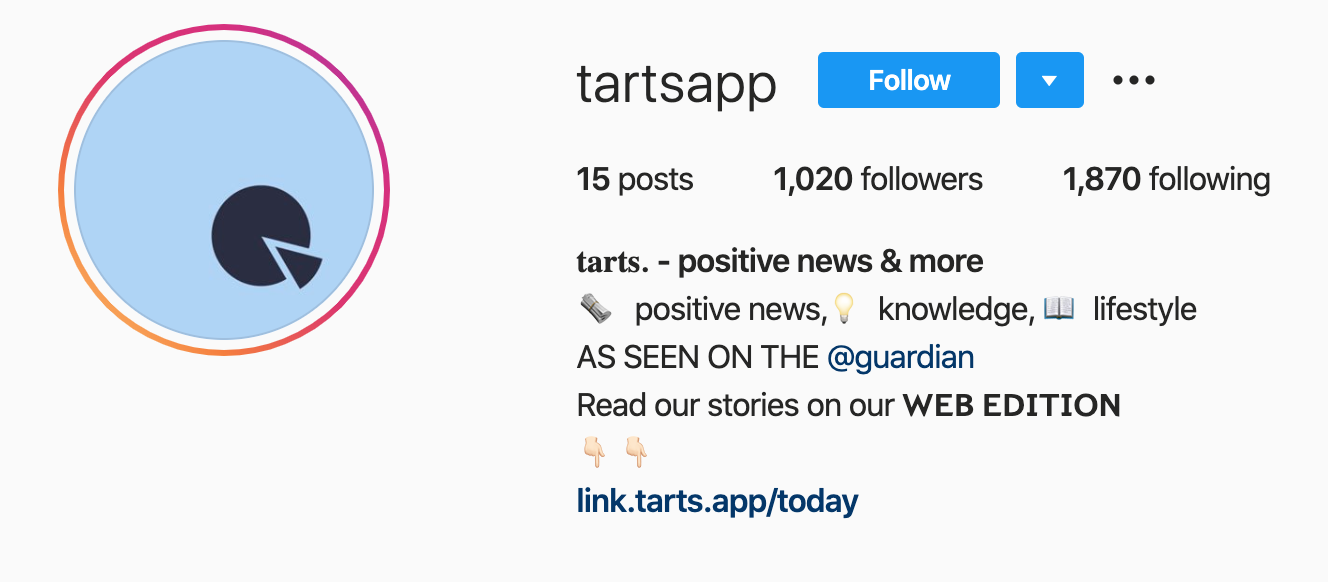 tartsapp Follow ▼ •••
15 posts 1,020 followers 1,870 following
tarts. - positive news & more
🗞 positive news,💡 knowledge, 📖 lifestyle
AS SEEN ON THE @guardian
Read our stories on our WEB EDITION
👇🏻 👇🏻
link.tarts.app/today